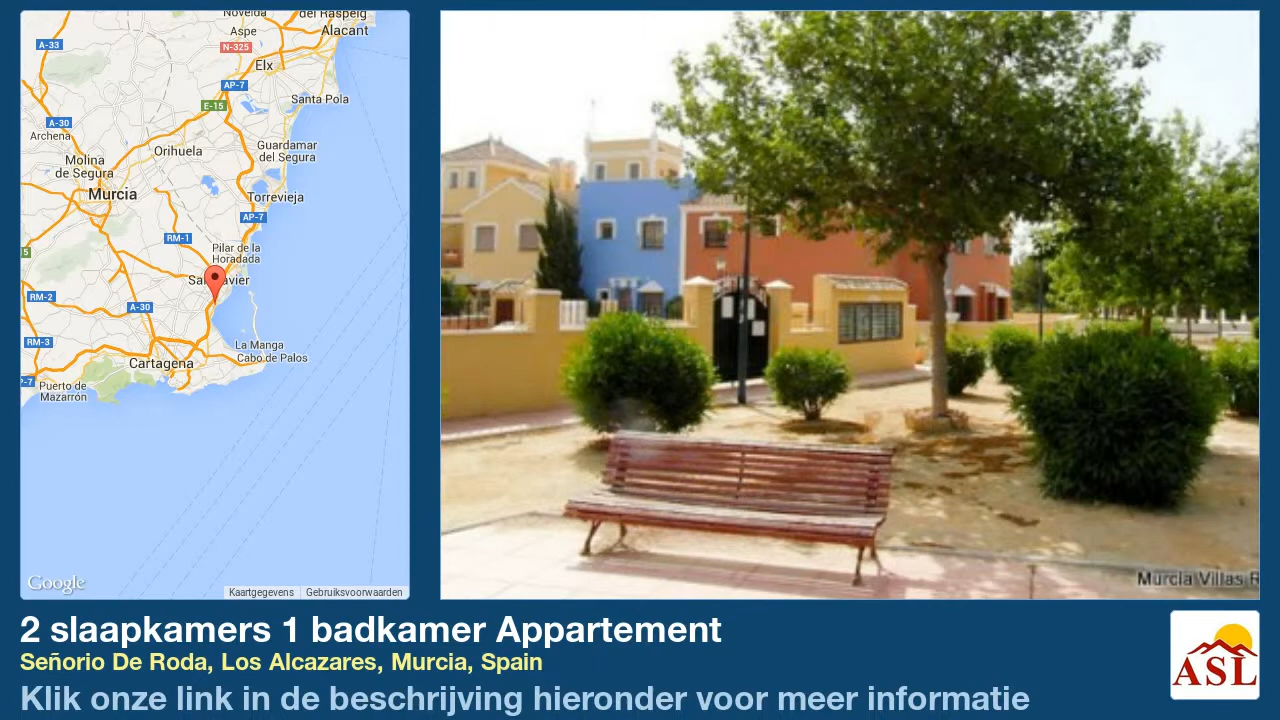 Novelda
del Raspeig
A-33
Aspe
Alacant
N-325
Elx
AP-7
E-15
Santa Pola
A-30
Archena
Guardamar
del Segura
Orihuela
Molina
de Segura
Murcia
Torrevieja
AP-7
RM-1
Pilar de la
Horadada
5
San Javier
RM-2
A-30
RM-3
La Manga
Cabo de Palos
Cartagena
P-7
Puerto de
Mazarrón
Google
Kaartgegevens Gebruiksvoorwaarden
Murcia Villas R
2 slaapkamers 1 badkamer Appartement
Señorio De Roda, Los Alcazares, Murcia, Spain
Klik onze link in de beschrijving hieronder voor meer informatie
ASL